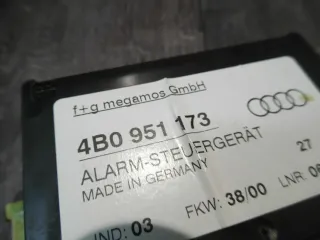 f+g megamos GmbH
4B0 951 173
ALARM-STEUERGERÄT
MADE IN GERMANY 27
IND: 03 FKW: 38/00 LNR: